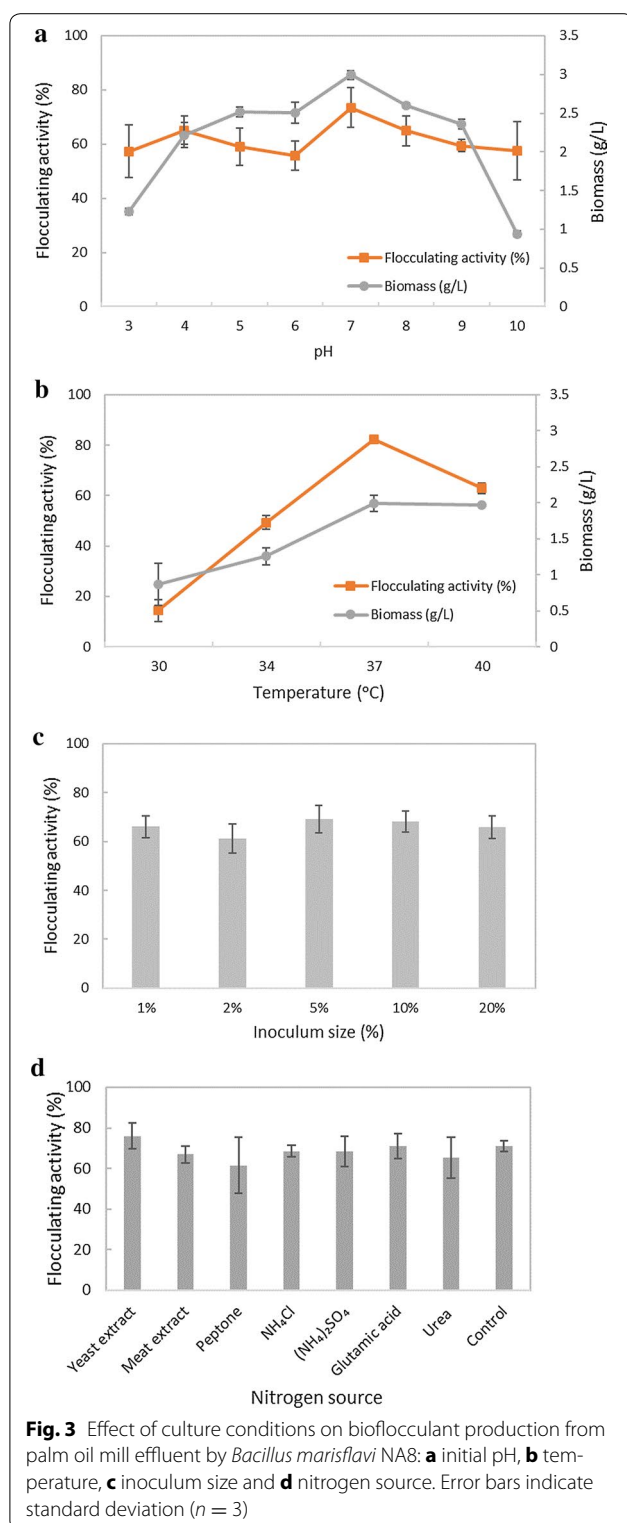 a
100
80
60
40
20
0
Flocculating activity (%)
3.5
3
2.5
2
1.5
1
0.5
0
Biomass (g/L)
Flocculating activity (%)
Biomass (g/L)
3 4 5 6 7 8 9 10
pH
b
100
80
60
40
20
0
Flocculating activiy (%)
3.5
3
2.5
2
1.5
1
0.5
0
Biomass (g/L)
Flocculating activity (%)
Biomass (g/L)
30 34 37 40
Temperature (°C)
c
100
80
60
40
20
0
Flocculating activity (%)
1% 2% 5% 10% 20%
Inoculum size (%)
d
100
80
60
40
20
0
Flocculating activity (%)
Yeast extract
Meat extract
Peptone
NH₄Cl
(NH₄)₂SO₄
Glutamic acid
Urea
Control
Nitrogen source
Fig. 3 Effect of culture conditions on bioflocculant production from
palm oil mill effluent by Bacillus marisflavi NA8: a initial pH, b tem-
perature, c inoculum size and d nitrogen source. Error bars indicate
standard deviation (n = 3)